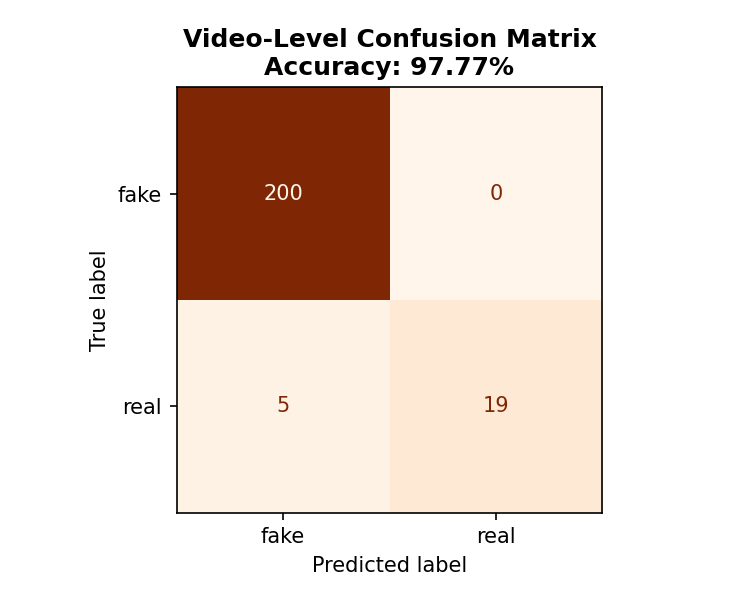 Video-Level Confusion Matrix
Accuracy: 97.77%
fake
200
0
True label
real
5
19
fake
real
Predicted label